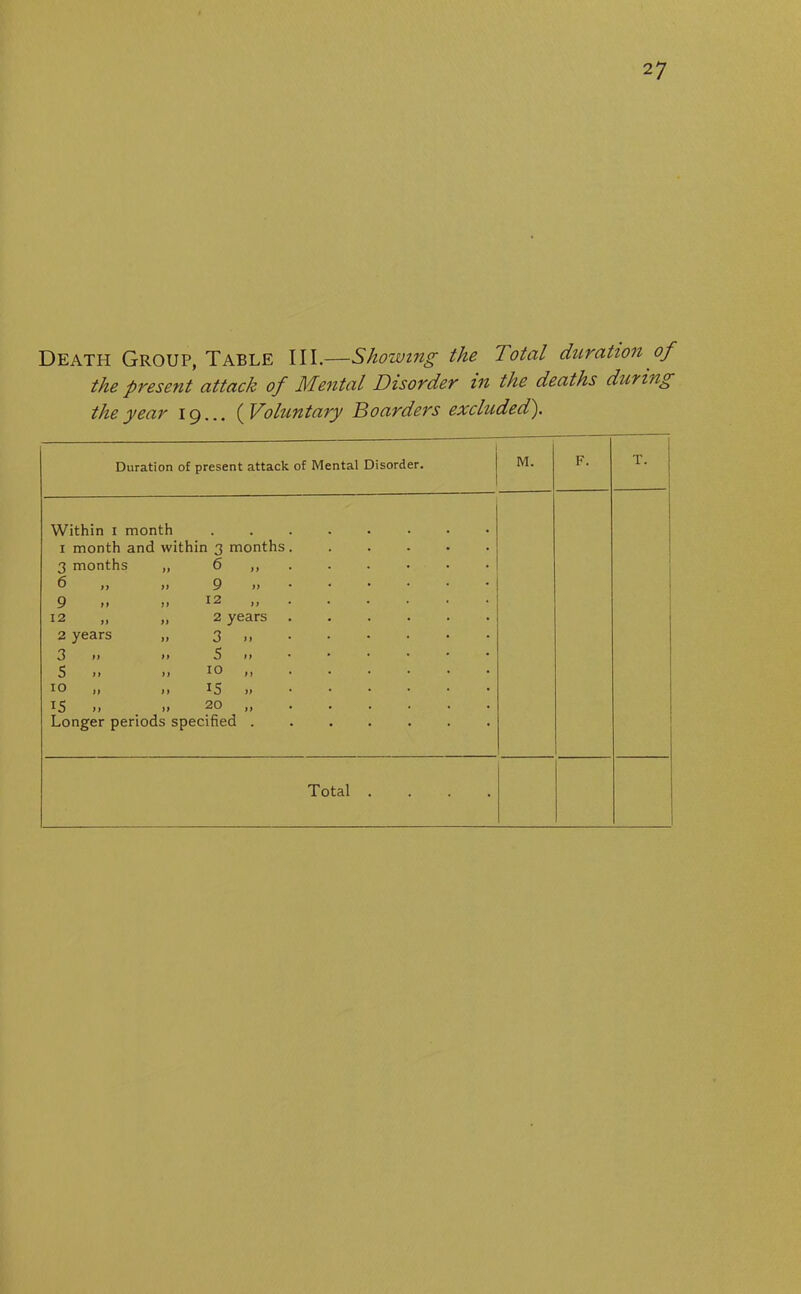 27
DEATH GROUP, TABLE III.—Showing the Total duration of
the present attack of Mental Disorder in the deaths during
the year 19... (Voluntary Boarders excluded).
Duration of present attack of Mental Disorder. M. F. T.
Within 1 month . . . . . . . .
1 month and within 3 months . . . . . .
3 months „ 6 „ . . . . . .
6 „ „ 9 „ . . . . . .
9 „ „ 12 „ . . . . . .
12 „ „ 2 years . . . . . .
2 years „ 3 „ . . . . . .
3 „ „ 5 „ . . . . . .
5 „ „ 10 „ . . . . . .
10 „ „ 15 „ . . . . . .
15 „ „ 20 „ . . . . . .
Longer periods specified . . . . . . .
Total . . . .